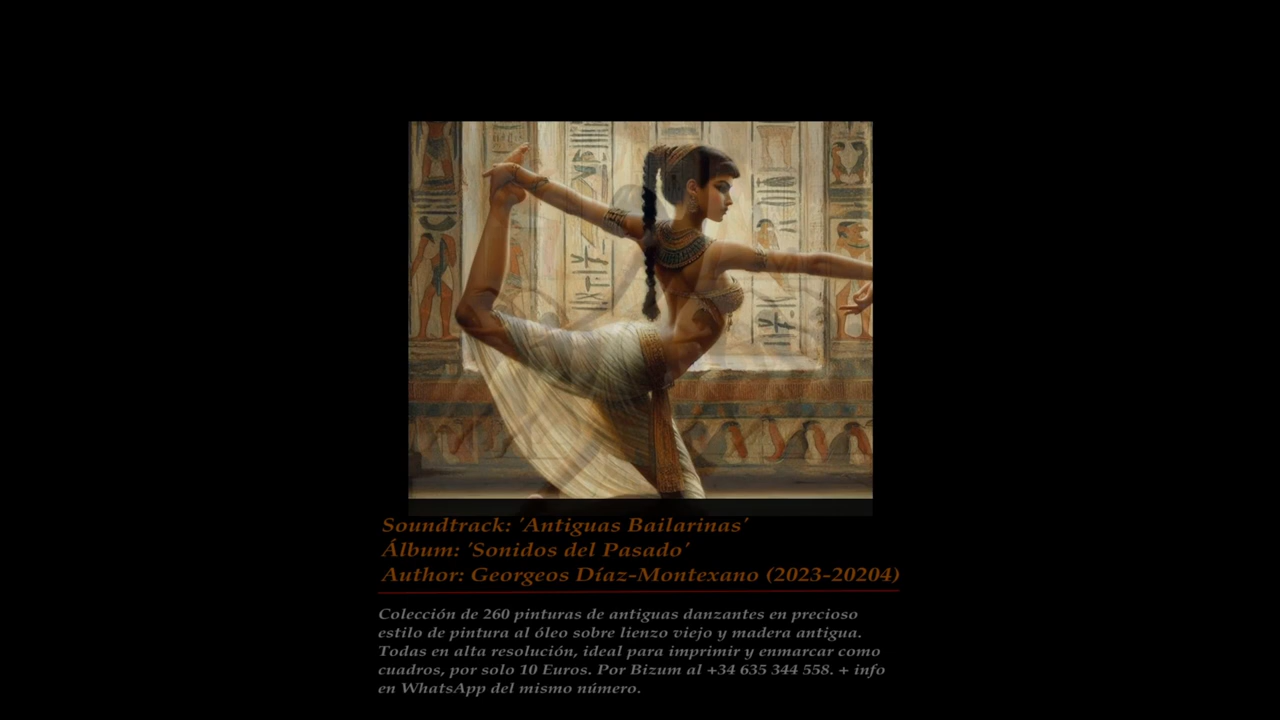 Soundtrack: 'Antiguas Bailarinas'
Álbum: 'Sonidos del Pasado'
Author: Georgeos Díaz-Montexano (2023-20204)
Colección de 260 pinturas de antiguas danzantes en precioso
estilo de pintura al óleo sobre lienzo viejo y madera antigua.
Todas en alta resolución, ideal para imprimir y enmarcar como
cuadros, por solo 10 Euros. Por Bizum al +34 635 344 558. + info
en WhatsApp del mismo número.